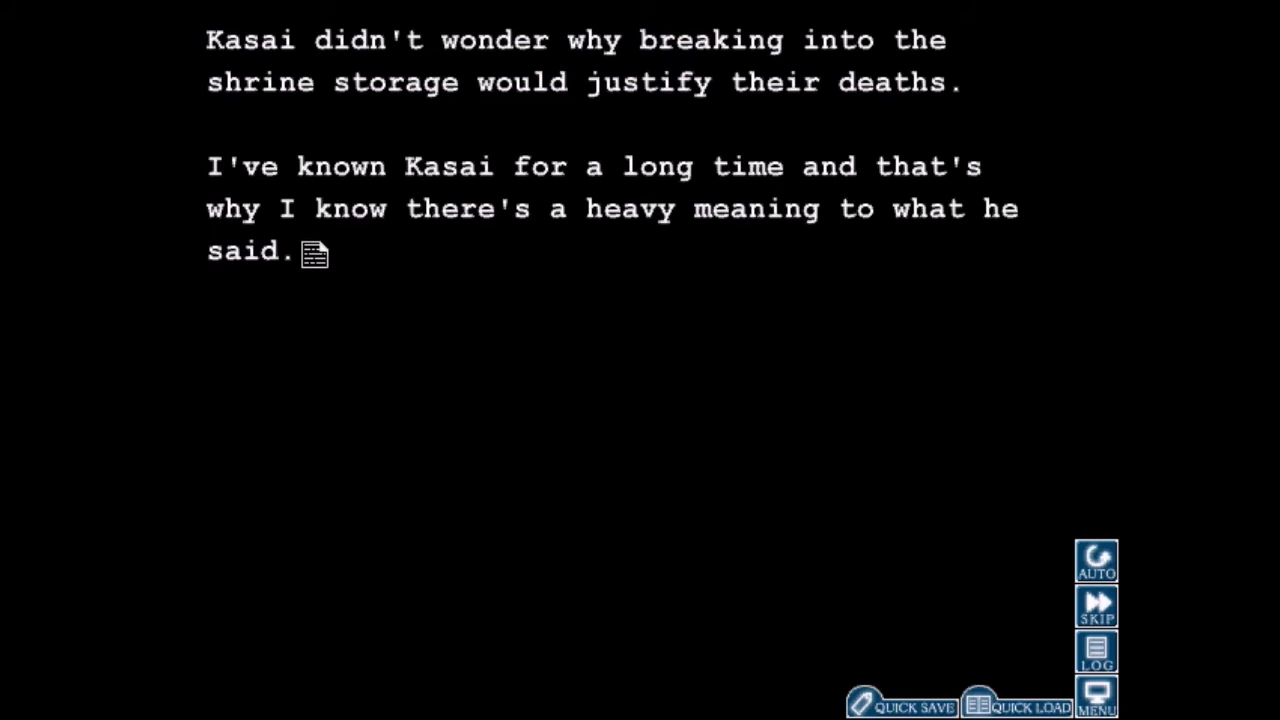 Kasai didn't wonder why breaking into the
shrine storage would justify their deaths.
I've known Kasai for a long time and that's
why I know there's a heavy meaning to what he
said.
AUTO
SKIP
LOG
MENU
QUICK SAVE
QUICK LOAD